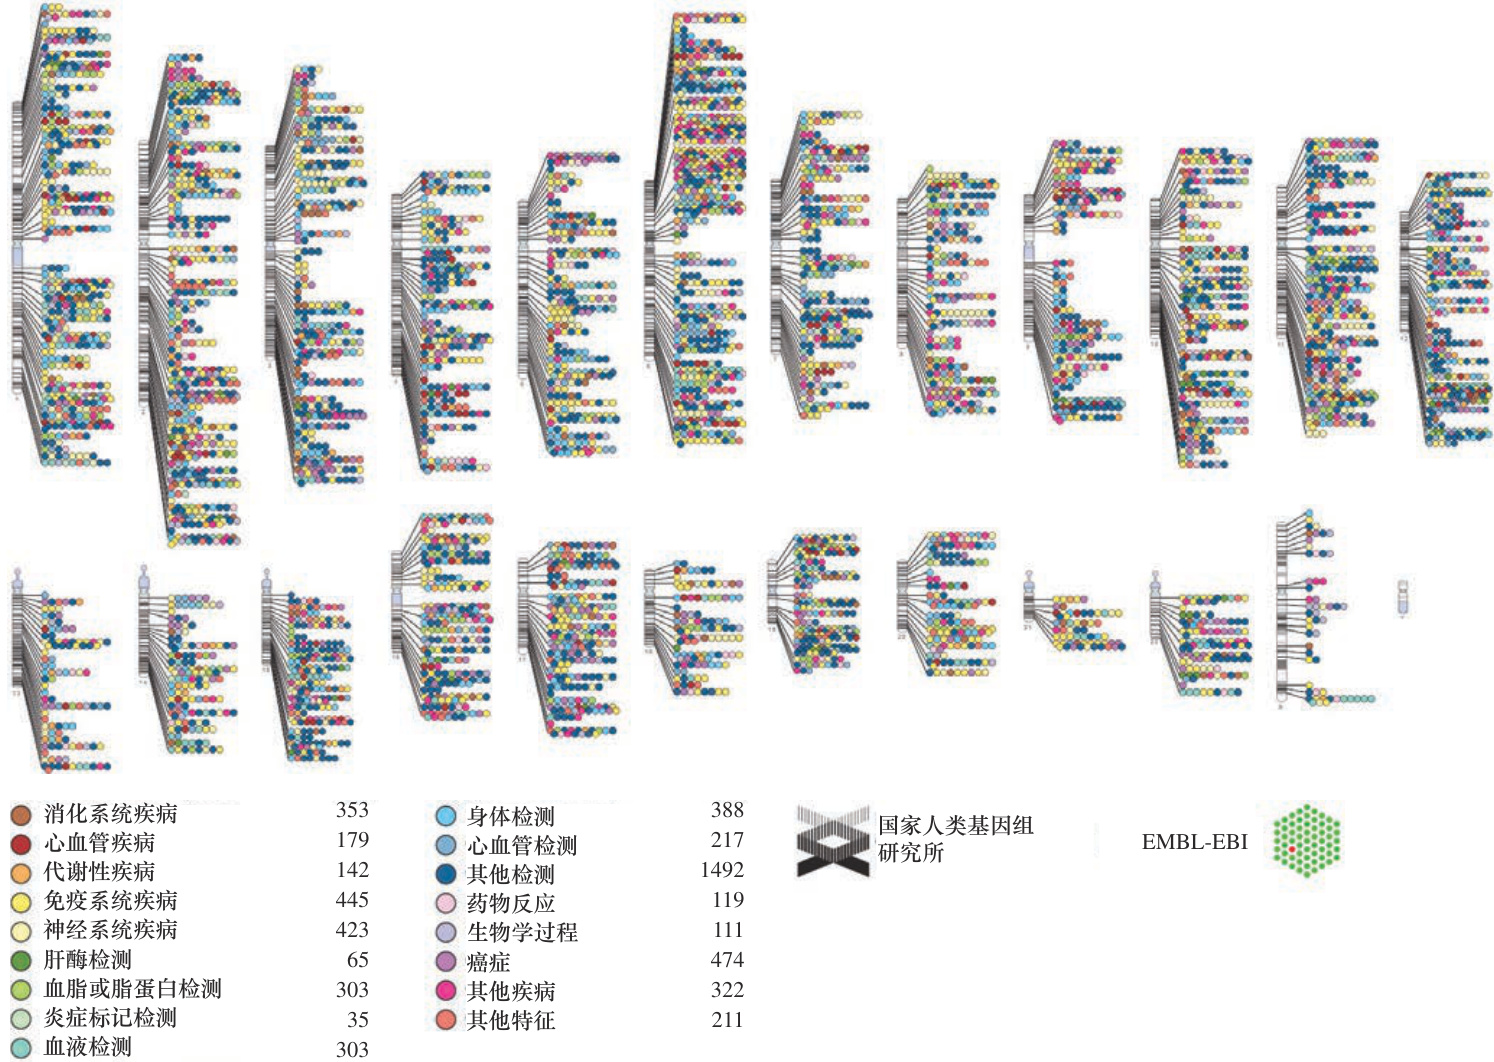 消化系统疾病 353
心血管疾病 179
代谢性疾病 142
免疫系统疾病 445
神经系统疾病 423
肝酶检测 65
血脂或脂蛋白检测 303
炎症标记检测 35
血液检测 303
身体检测 388
心血管检测 217
其他检测 1492
药物反应 119
生物学过程 111
癌症 474
其他疾病 322
其他特征 211
国家人类基因组
研究所
EMBL-EBI